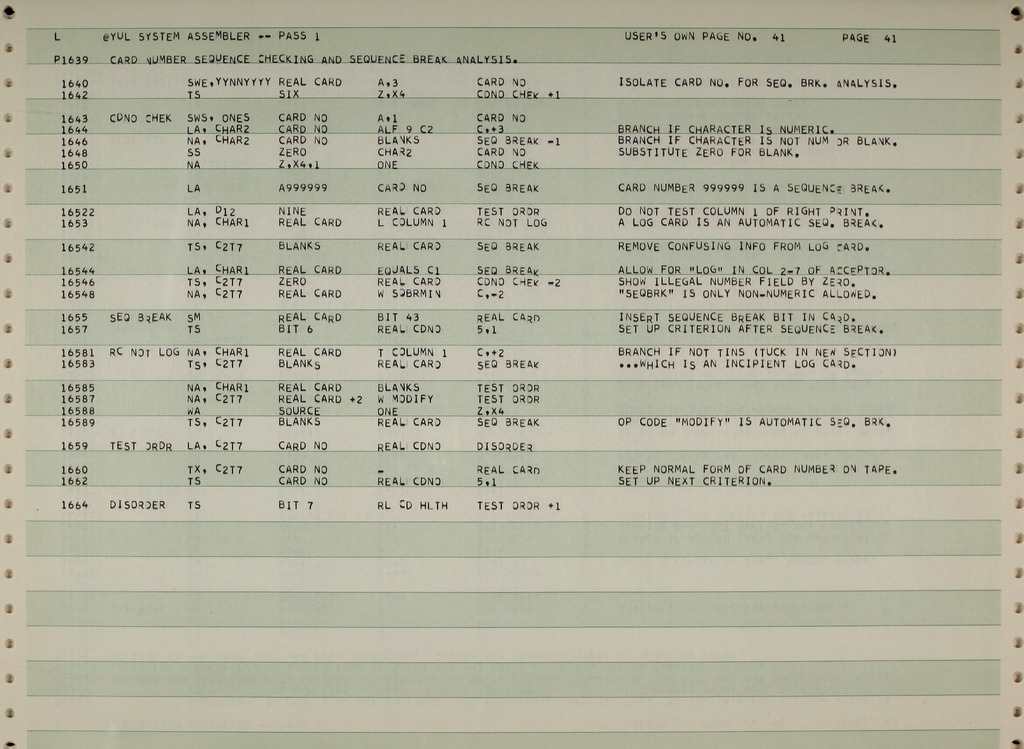 L @YUL SYSTEM ASSEMBLER -- PASS 1 USER'S OWN PAGE NO. 41 PAGE 41
P1639 CARD NUMBER SEQUENCE CHECKING AND SEQUENCE BREAK ANALYSIS.
1640 SWE,YYNNYYYY REAL CARD A,3 CARD NO ISOLATE CARD NO. FOR SEQ. BRK. ANALYSIS.
1642 TS SIX Z,X4 CDNO CHEK +1
1643 CDNO CHEK SWS, ONES CARD NO A,1 CARD NO
1644 LA, CHAR2 CARD NO ALF 9 C2 C,+3 BRANCH IF CHARACTER IS NUMERIC.
1646 NA, CHAR2 CARD NO BLANKS SEQ BREAK -1 BRANCH IF CHARACTER IS NOT NUM OR BLANK.
1648 SS ZERO CHAR2 CARD NO SUBSTITUTE ZERO FOR BLANK.
1650 NA Z,X4,1 ONE CDNO CHEK
1651 LA A999999 CARD NO SEQ BREAK CARD NUMBER 999999 IS A SEQUENCE BREAK.
16522 LA, D12 NINE REAL CARD TEST ORDR DO NOT TEST COLUMN 1 OF RIGHT PRINT.
1653 NA, CHAR1 REAL CARD L COLUMN 1 RC NOT LOG A LOG CARD IS AN AUTOMATIC SEQ. BREAK.
16542 TS, C2T7 BLANKS REAL CARD SEQ BREAK REMOVE CONFUSING INFO FROM LOG CARD.
16544 LA, CHAR1 REAL CARD EQUALS C1 SEQ BREAK ALLOW FOR "LOG" IN COL 2-7 OF ACCEPTOR.
16546 TS, C2T7 ZERO REAL CARD CDNO CHEK -2 SHOW ILLEGAL NUMBER FIELD BY ZERO.
16548 NA, C2T7 REAL CARD W SQBRMIN C,-2 "SEQBRK" IS ONLY NON-NUMERIC ALLOWED.
1655 SEQ BREAK SM REAL CARD BIT 43 REAL CARD INSERT SEQUENCE BREAK BIT IN CARD.
1657 TS BIT 6 REAL CDNO 5,1 SET UP CRITERION AFTER SEQUENCE BREAK.
16581 RC NOT LOG NA, CHAR1 REAL CARD T COLUMN 1 C,+2 BRANCH IF NOT TINS (TUCK IN NEW SECTION)
16583 TS, C2T7 BLANKS REAL CARD SEQ BREAK ...WHICH IS AN INCIPIENT LOG CARD.
16585 NA, CHAR1 REAL CARD BLANKS TEST ORDR
16587 NA, C2T7 REAL CARD +2 W MODIFY TEST ORDR
16588 WA SOURCE ONE Z,X4
16589 TS, C2T7 BLANKS REAL CARD SEQ BREAK OP CODE "MODIFY" IS AUTOMATIC SEQ. BRK.
1659 TEST ORDR LA, C2T7 CARD NO REAL CDNO DISORDER
1660 TX, C2T7 CARD NO - REAL CARD KEEP NORMAL FORM OF CARD NUMBER ON TAPE.
1662 TS CARD NO REAL CDNO 5,1 SET UP NEXT CRITERION.
1664 DISORDER TS BIT 7 RL CD HLTH TEST ORDR +1